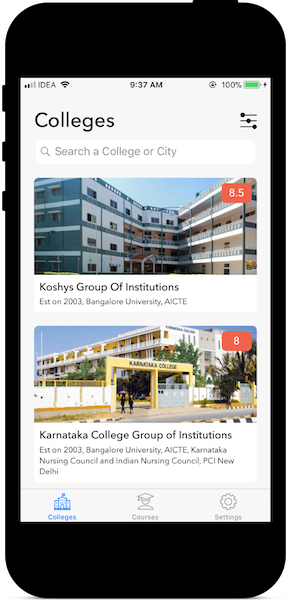 IDEA 9:37 AM 100%
Colleges
Search a College or City
8.5
Koshys Group Of Institutions
Est on 2003, Bangalore University, AICTE
KARNATAKA COLLEGE
8
KARNATAKA COLLEGE
Karnataka College Group of Institutions
Est on 2003, Bangalore University, AICTE, Karnataka
Nursing Council and Indian Nursing Council, PCI New
Delhi
Colleges Courses Settings